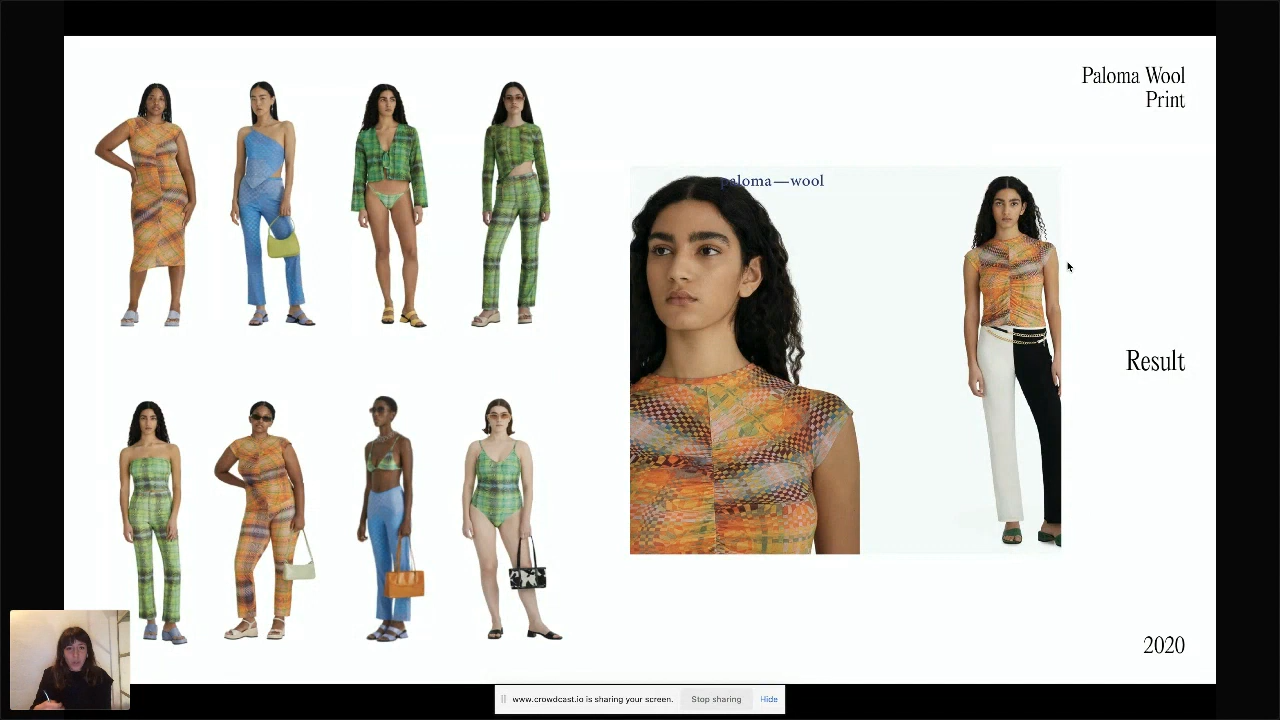 Paloma Wool
Print
paloma—wool
Result
2020
www.crowdcast.io is sharing your screen.
Stop sharing
Hide